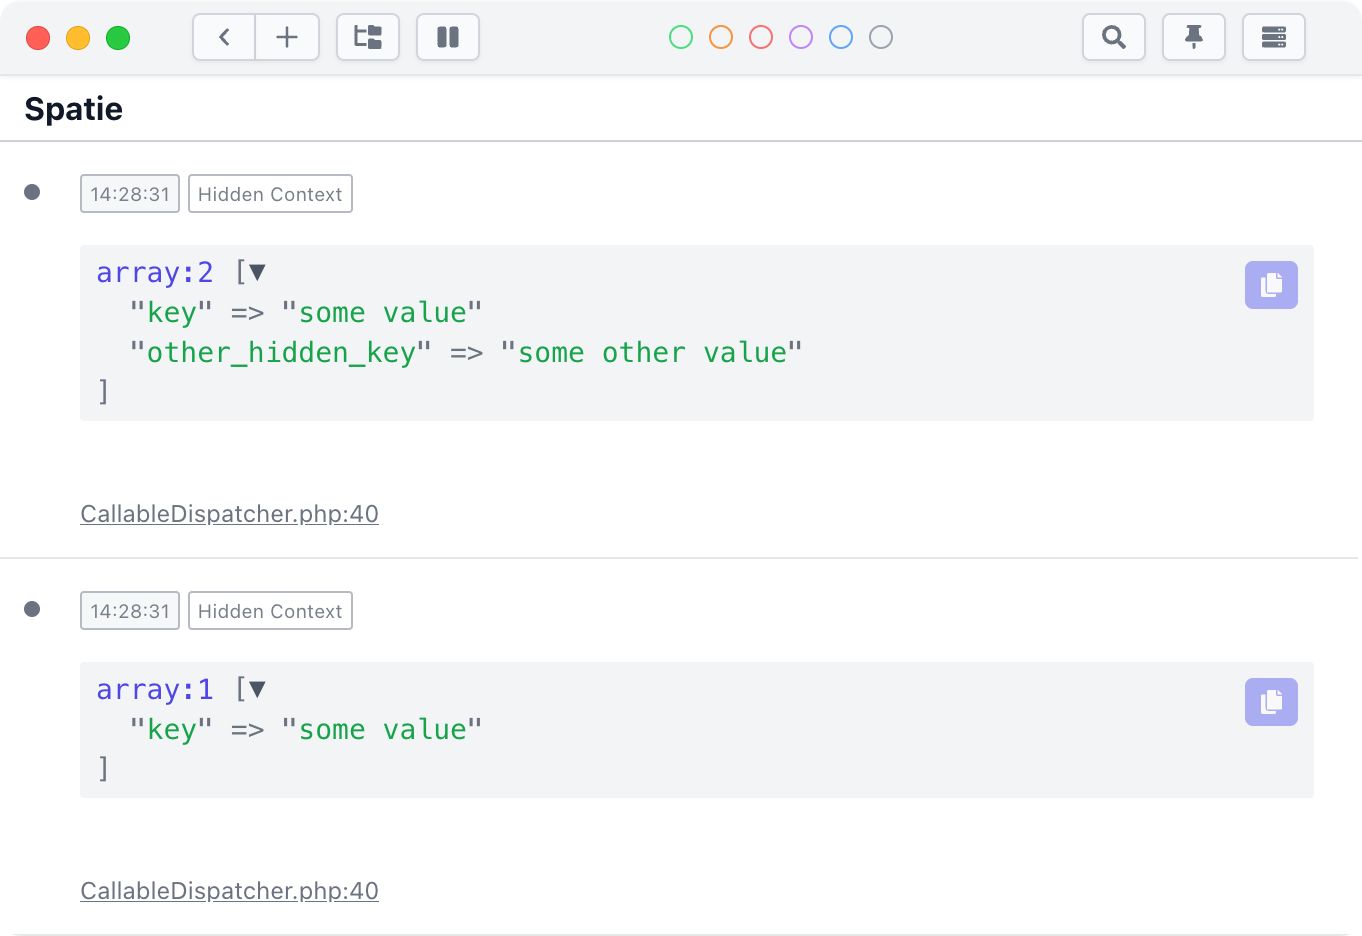 Spatie
14:28:31 Hidden Context
array:2 [▼
"key" => "some value"
"other_hidden_key" => "some other value"
]
CallableDispatcher.php:40
14:28:31 Hidden Context
array:1 [▼
"key" => "some value"
]
CallableDispatcher.php:40